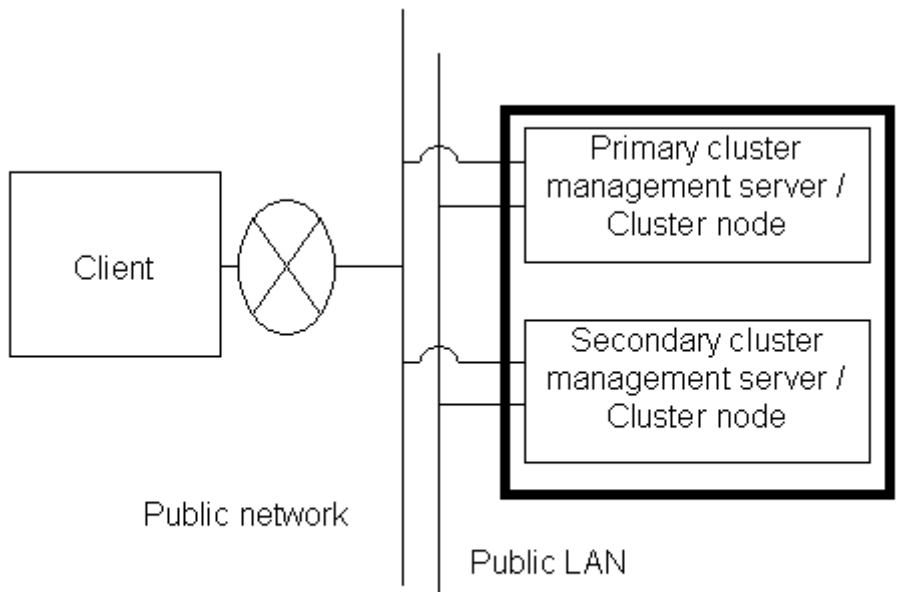 Primary cluster
management server /
Cluster node
Client
Secondary cluster
management server /
Cluster node
Public network
Public LAN